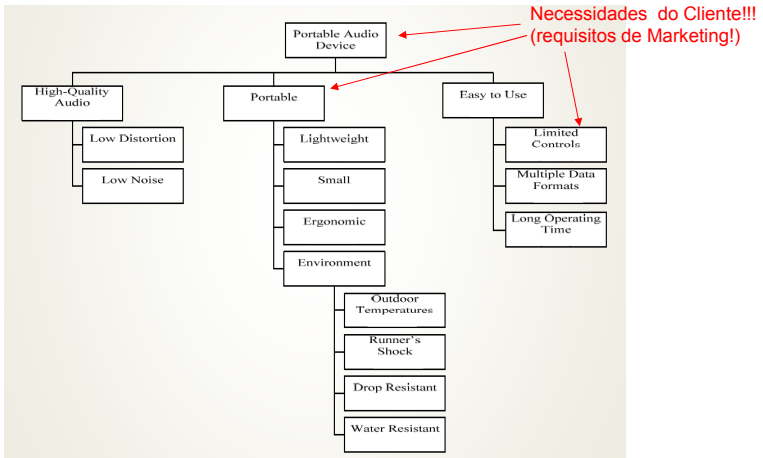 Necessidades do Cliente!!!
(requisitos de Marketing!)
Portable Audio
Device
High-Quality
Audio
Low Distortion
Low Noise
Portable
Lightweight
Small
Ergonomic
Environment
Outdoor
Temperatures
Runner's
Shock
Drop Resistant
Water Resistant
Easy to Use
Limited
Controls
Multiple Data
Formats
Long Operating
Time